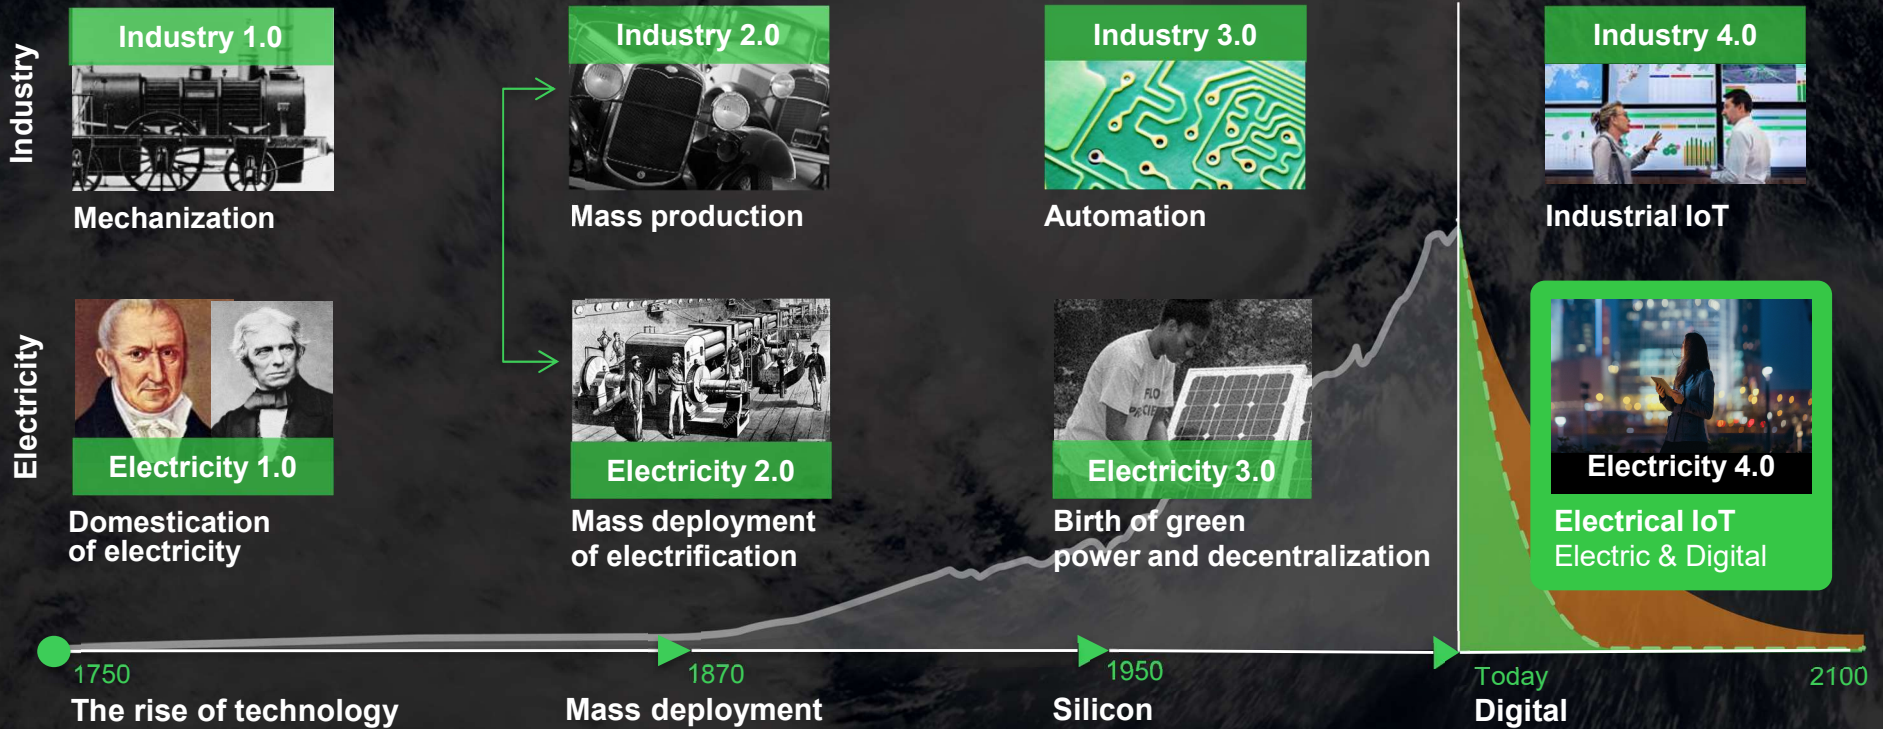 Industry
Industry 1.0
Industry 2.0
Industry 3.0
Industry 4.0
Mechanization
Mass production
Automation
Industrial IoT
Electricity
Electricity 1.0
Electricity 2.0
Electricity 3.0
Electricity 4.0
Domestication
of electricity
Mass deployment
of electrification
Birth of green
power and decentralization
Electrical IoT
Electric & Digital
1750
1870
1950
Today
2100
The rise of technology
Mass deployment
Silicon
Digital